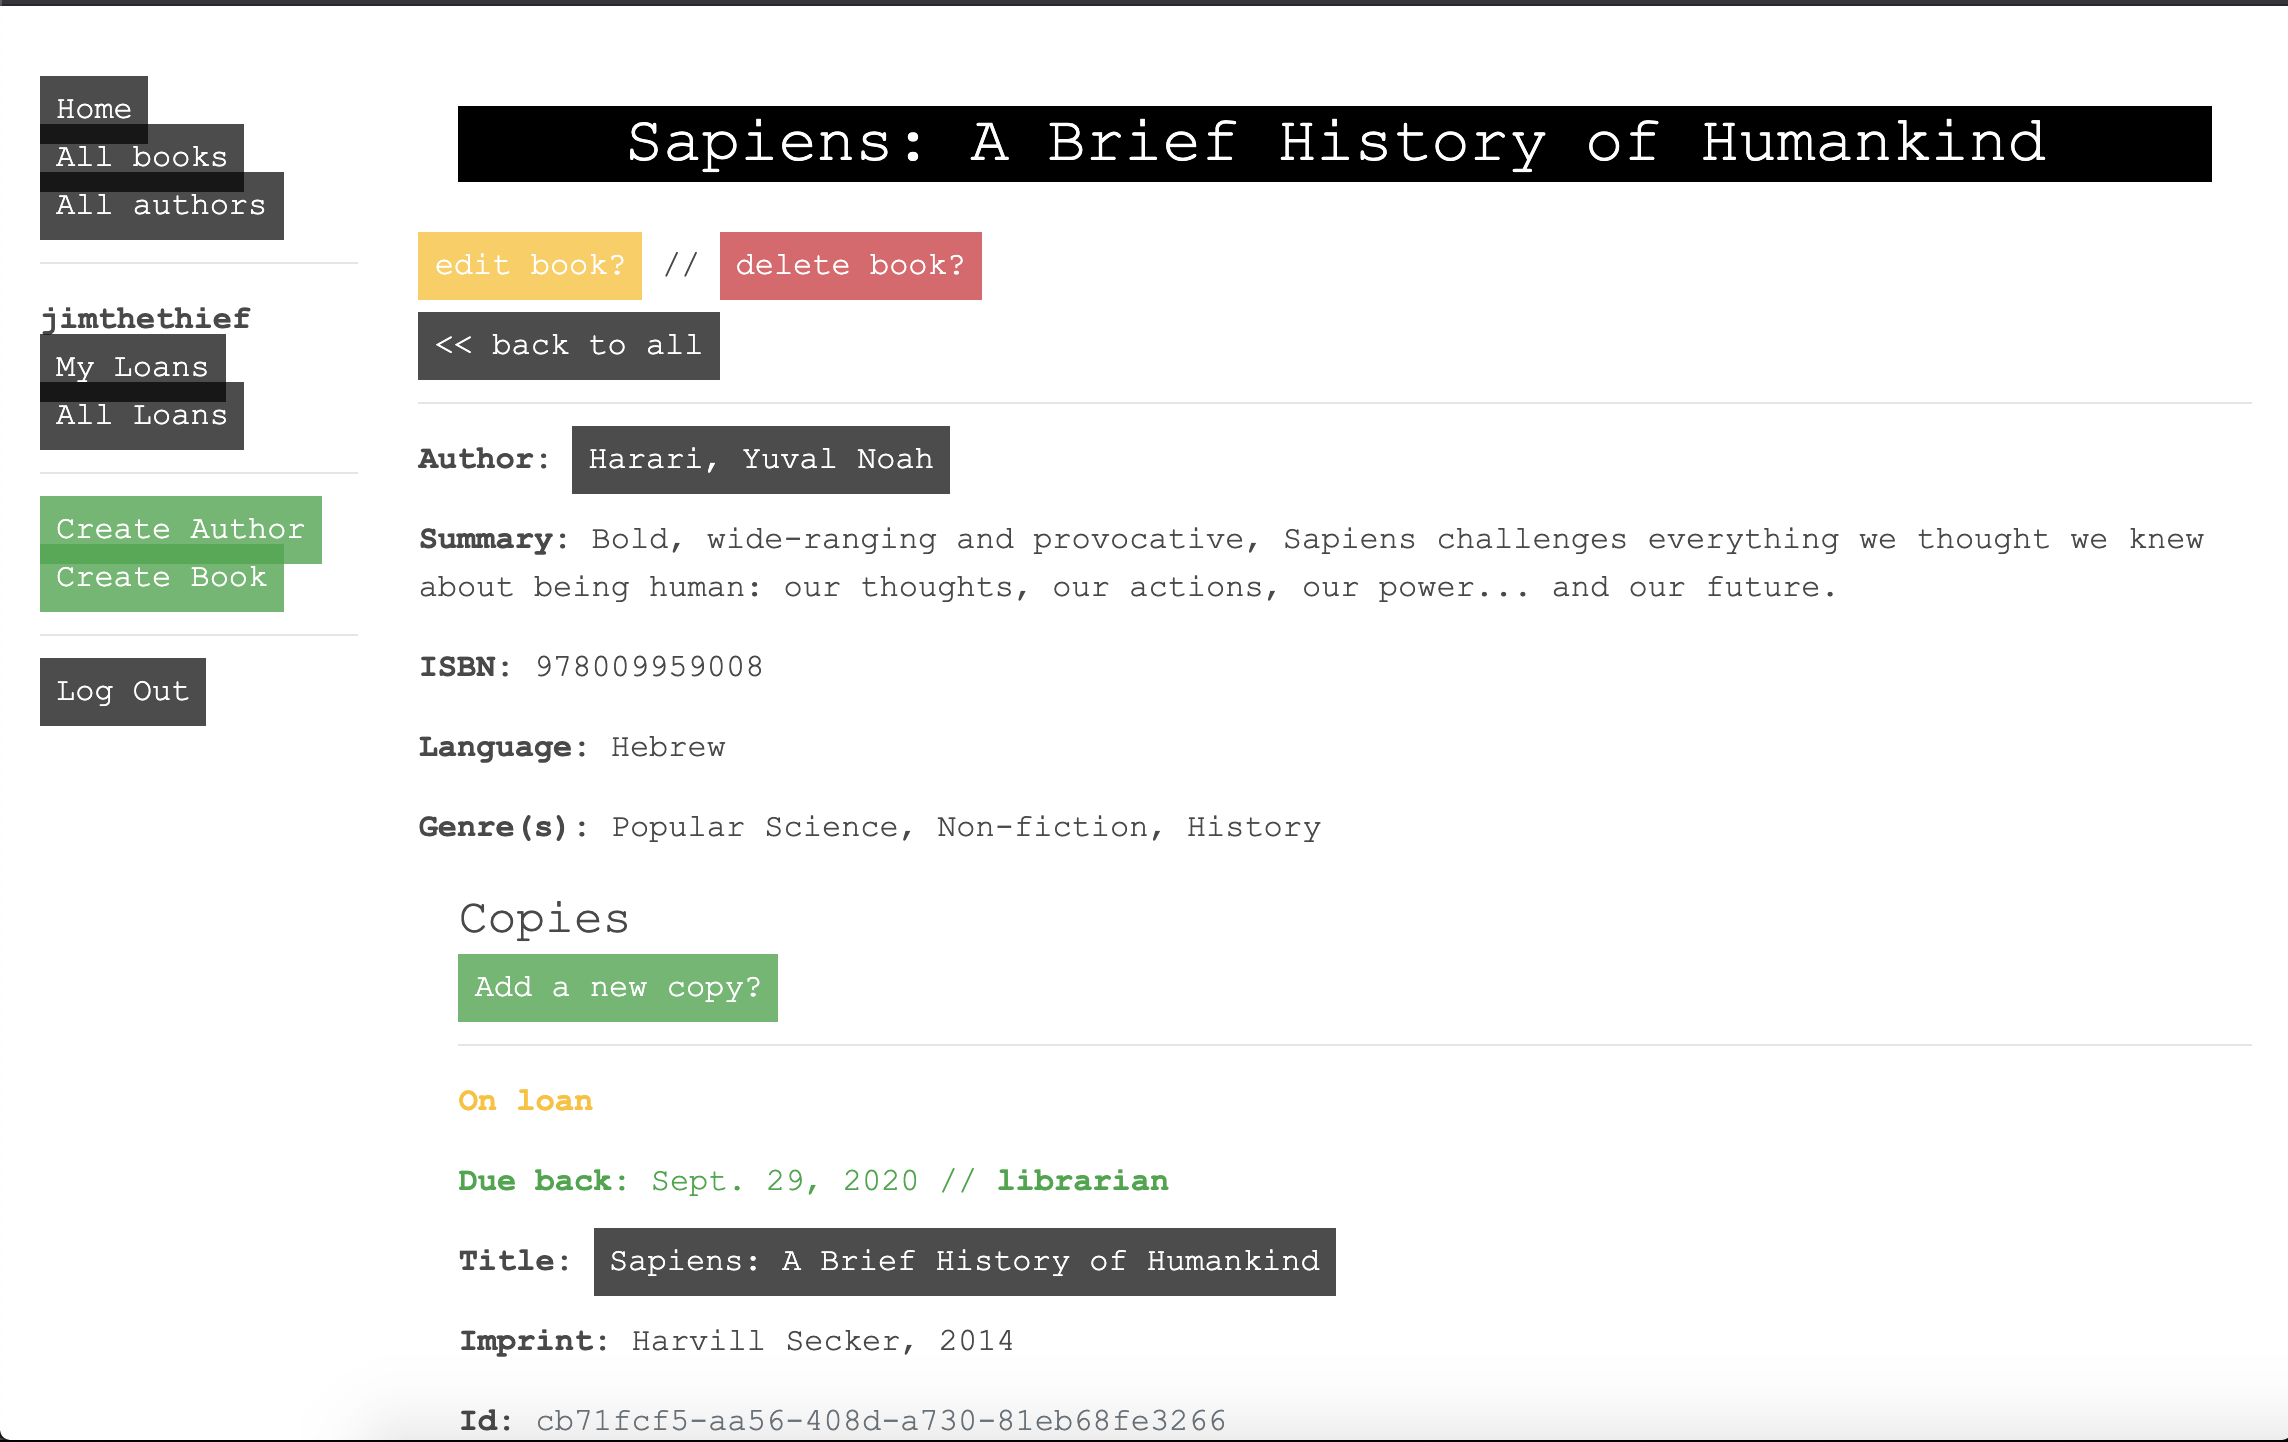 Home
All books
All authors
jimthethief
My Loans
All Loans
Create Author
Create Book
Log Out
Sapiens: A Brief History of Humankind
edit book? // delete book?
<< back to all
Author: Harari, Yuval Noah
Summary: Bold, wide-ranging and provocative, Sapiens challenges everything we thought we knew
about being human: our thoughts, our actions, our power... and our future.
ISBN: 978009959008
Language: Hebrew
Genre(s): Popular Science, Non-fiction, History
Copies
Add a new copy?
On loan
Due back: Sept. 29, 2020 // librarian
Title: Sapiens: A Brief History of Humankind
Imprint: Harvill Secker, 2014
Id: cb71fcf5-aa56-408d-a730-81eb68fe3266